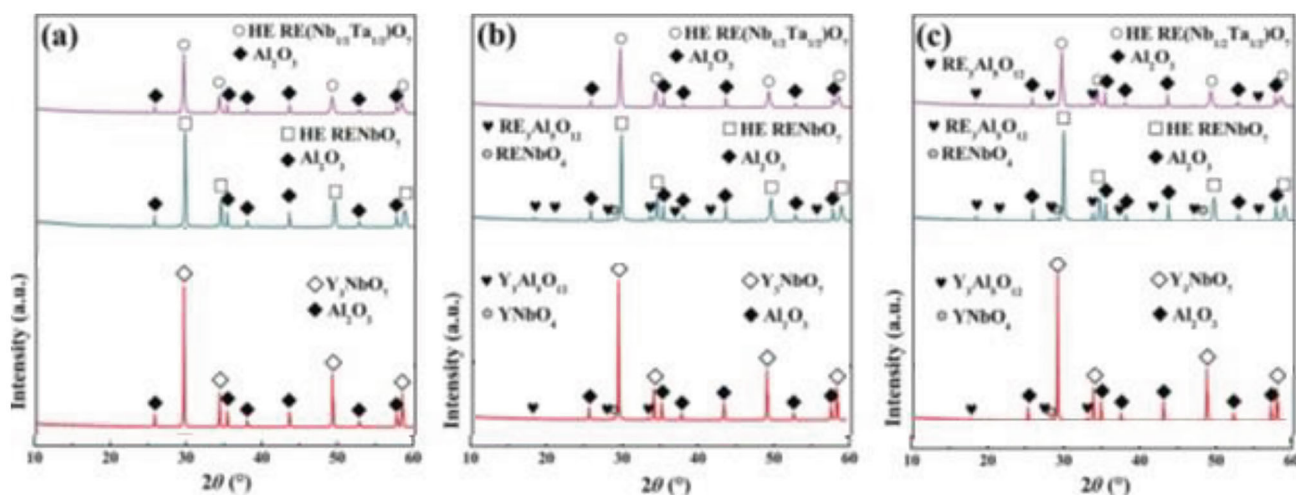 (a)
HE RE(Nb1/2Ta1/2)O7
Al2O3
HE RENbO7
Al2O3
Y3NbO7
Al2O3
Intensity (a.u.)
10 20 30 40 50 60
2θ (°)
(b)
HE RE(Nb1/2Ta1/2)O7
Al2O3
RE3Al5O12
HE RENbO7
RENbO4
Al2O3
Y3Al5O12
Y3NbO7
YNbO4
Al2O3
Intensity (a.u.)
10 20 30 40 50 60
2θ (°)
(c)
HE RE(Nb1/2Ta1/2)O7
Al2O3
RE3Al5O12
RE3Al5O12
HE RENbO7
RENbO4
Al2O3
Y3Al5O12
Y3NbO7
YNbO4
Al2O3
Intensity (a.u.)
10 20 30 40 50 60
2θ (°)